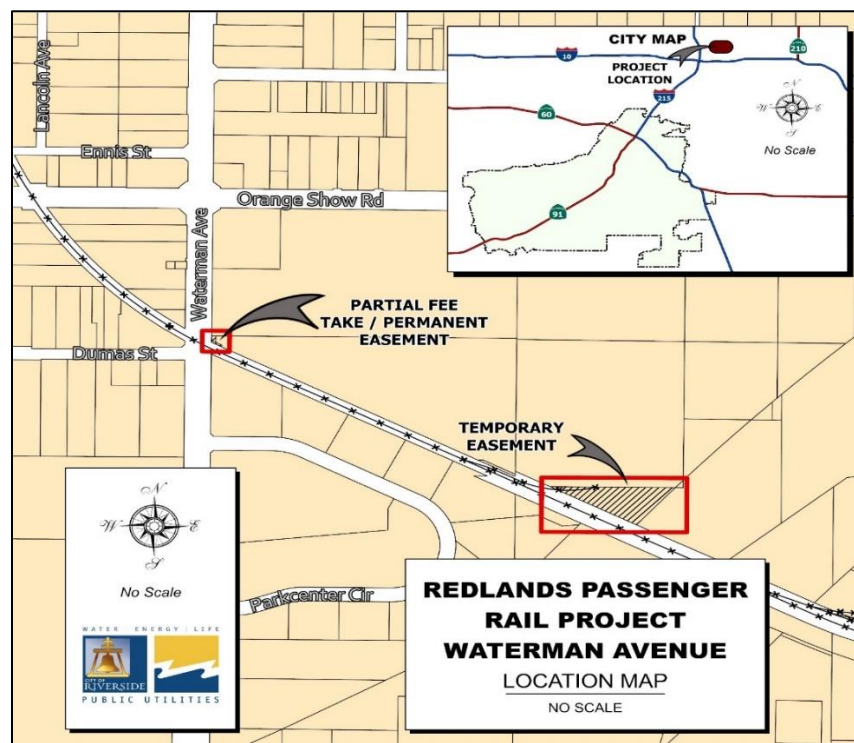 CITY MAP
PROJECT
LOCATION
10
210
215
60
91
N
W E
S
No Scale
Lancoln Ave
Ennis St
Orange Show Rd
Waterman Ave
Dumas St
PARTIAL FEE
TAKE / PERMANENT
EASEMENT
TEMPORARY
EASEMENT
Parkcenter Cir
N
W E
S
No Scale
WATER | ENERGY | LIFE
CITY OF
RIVERSIDE
PUBLIC UTILITIES
REDLANDS PASSENGER
RAIL PROJECT
WATERMAN AVENUE
LOCATION MAP
NO SCALE